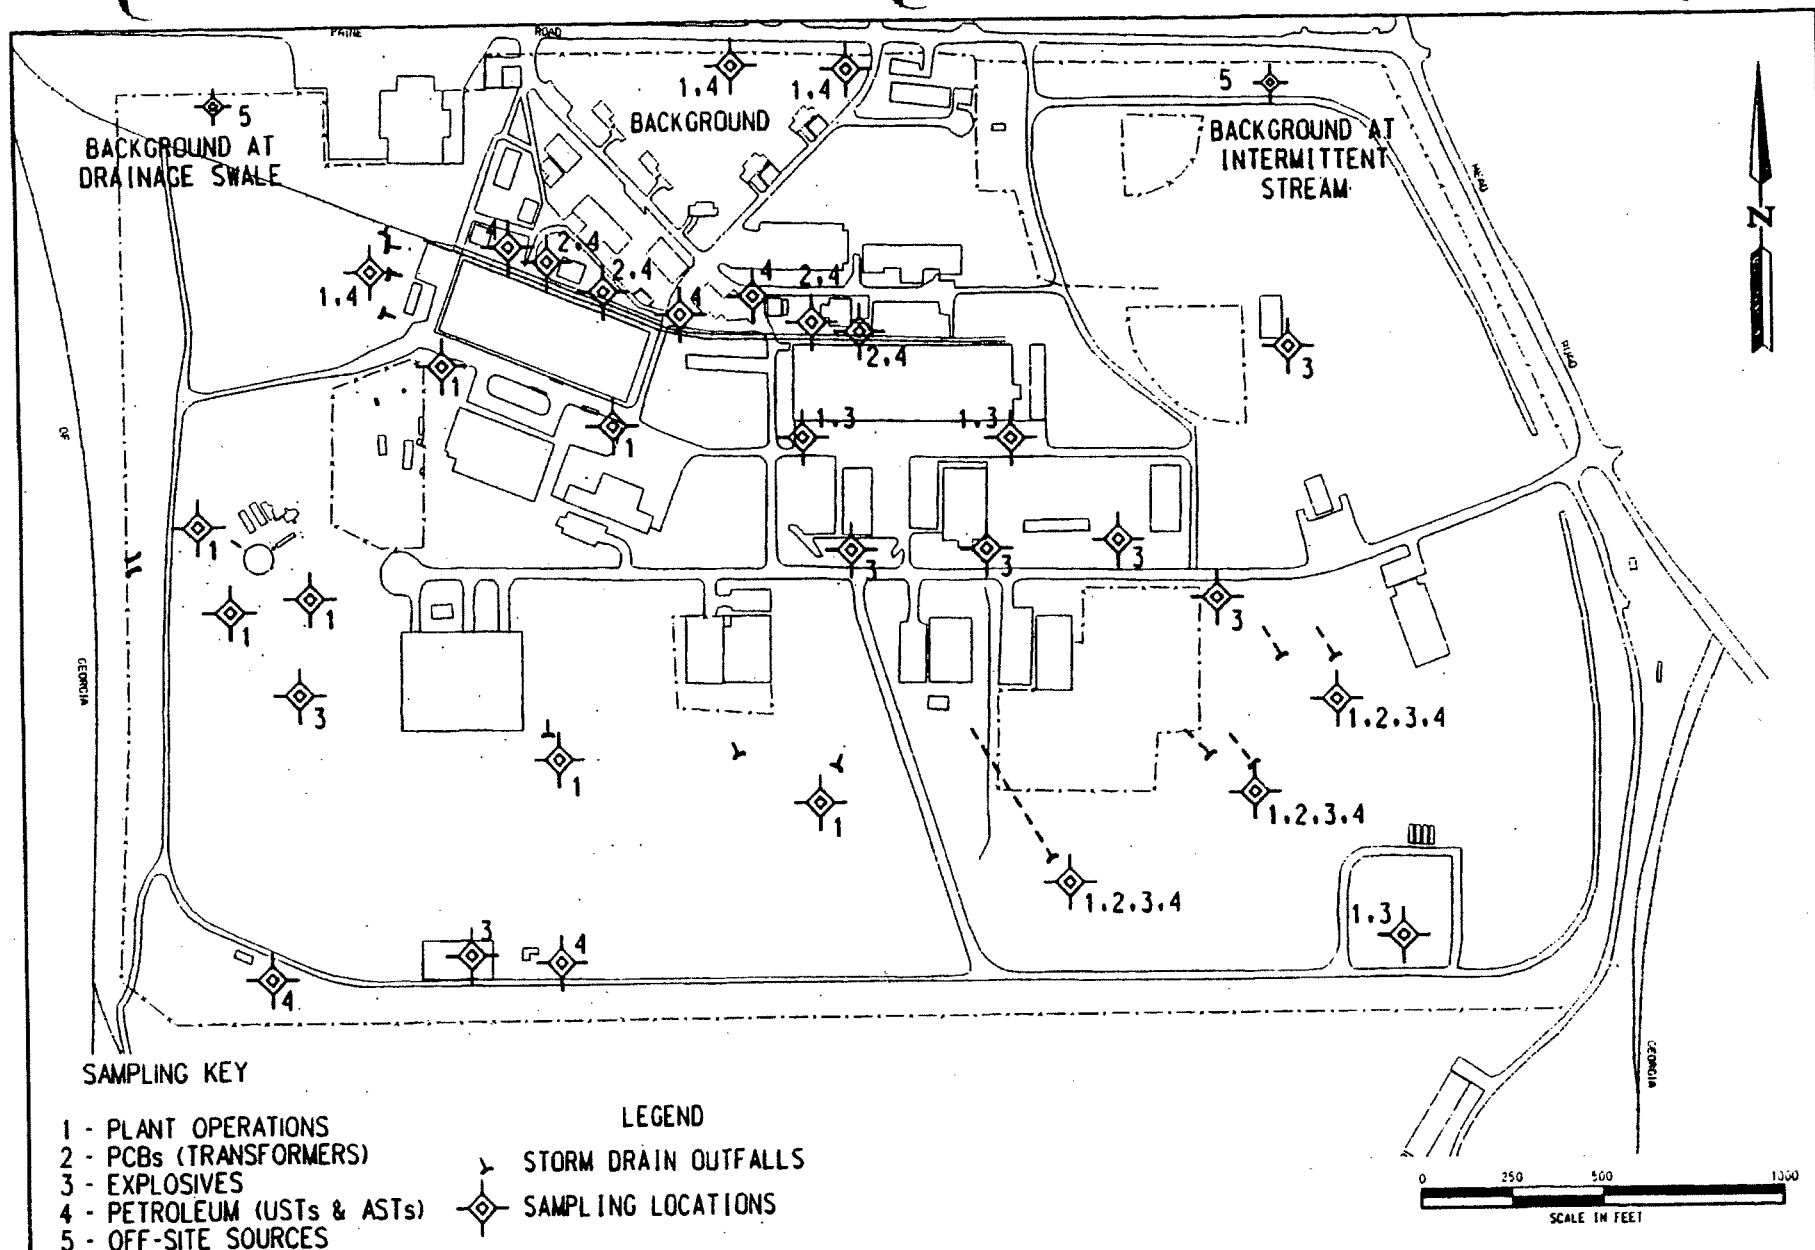 PAINE ROAD
1.4
1.4
BACKGROUND
5
BACKGROUND AT
DRAINAGE SWALE
5
BACKGROUND AT
INTERMITTENT
STREAM
N
4
2.4
2.4
4
4
2.4
2.4
1.4
3
1
1
1.3
1.3
OF
1
3
3
3
1
1
3
GEORGIA
3
1.2.3.4
1
1
1.2.3.4
1.2.3.4
3
4
1.3
4
GEORGIA
SAMPLING KEY
1 - PLANT OPERATIONS
2 - PCBs (TRANSFORMERS)
3 - EXPLOSIVES
4 - PETROLEUM (USTs & ASTs)
5 - OFF-SITE SOURCES
LEGEND
STORM DRAIN OUTFALLS
SAMPLING LOCATIONS
0 250 500 1000
SCALE IN FEET